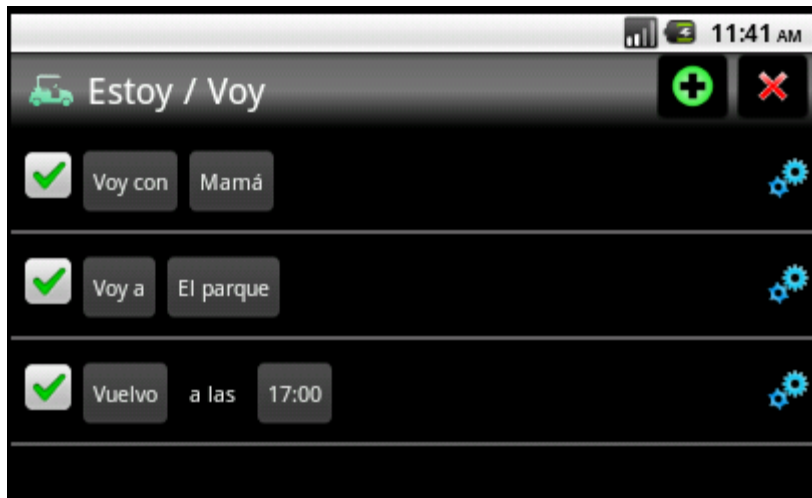 11:41 AM
Estoy / Voy
Voy con Mamá
Voy a El parque
Vuelvo a las 17:00